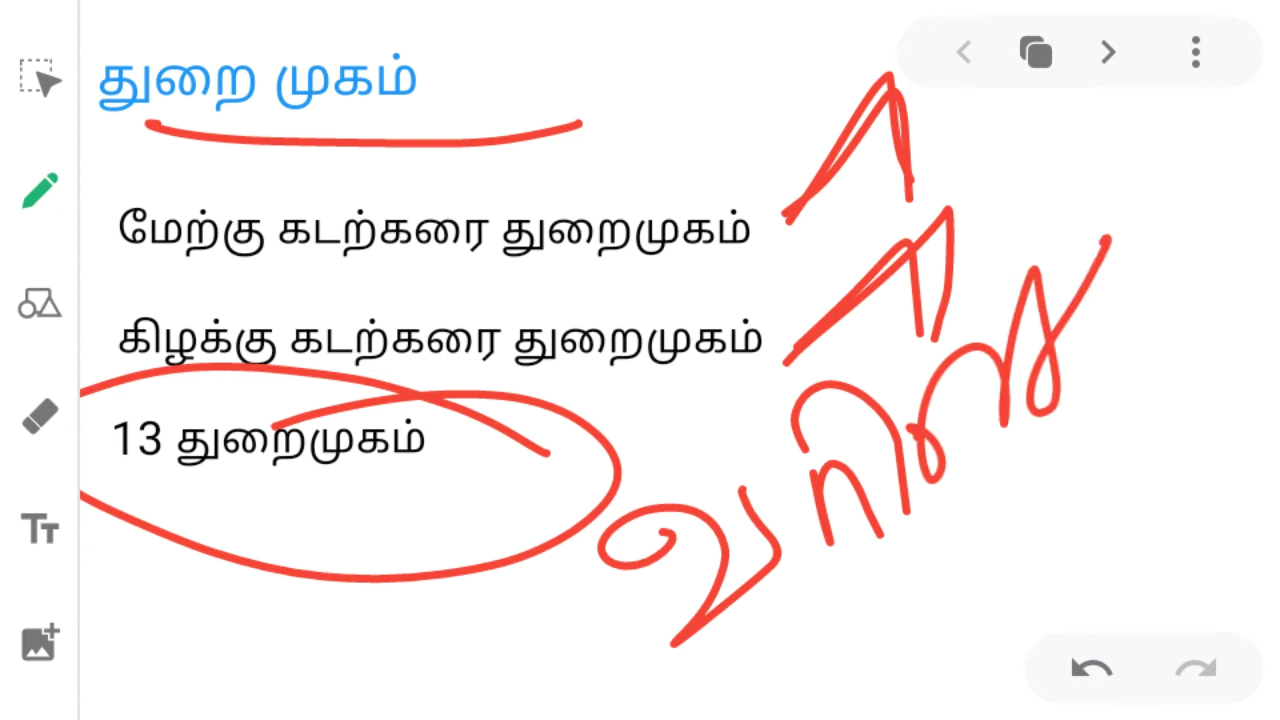 துறை முகம்
மேற்கு கடற்கரை துறைமுகம்
கிழக்கு கடற்கரை துறைமுகம்
13 துறைமுகம்